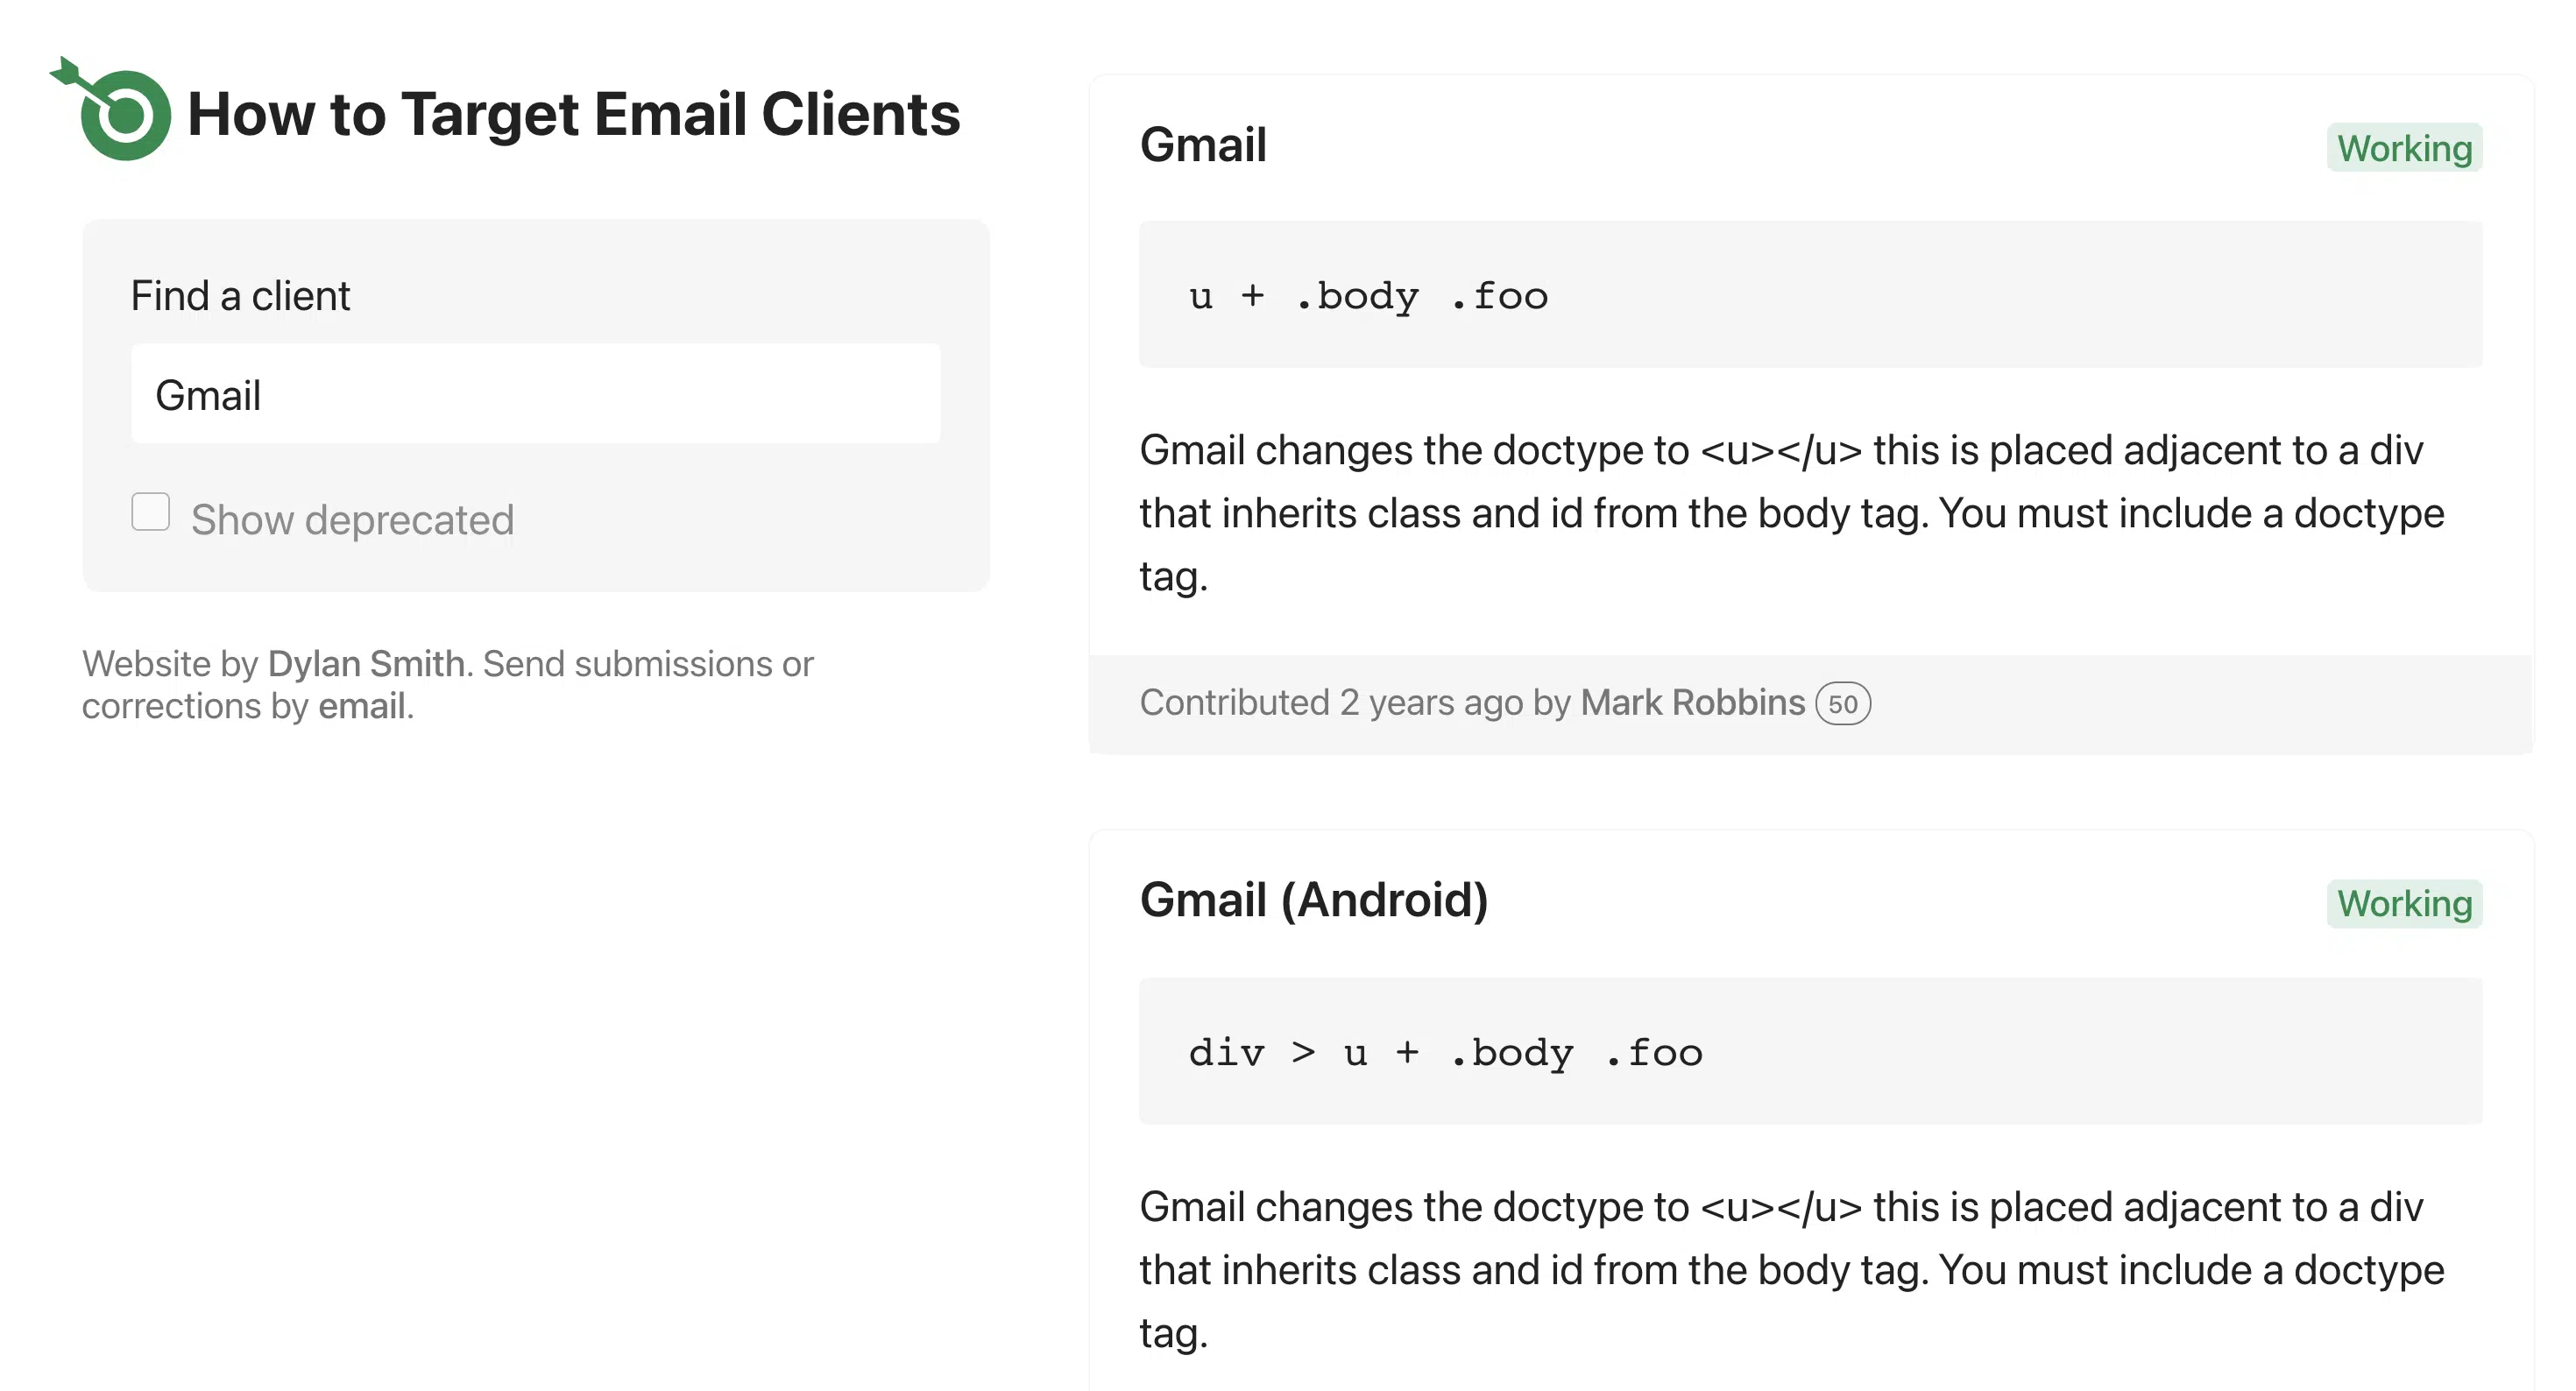 How to Target Email Clients
Find a client
Gmail
Show deprecated
Website by Dylan Smith. Send submissions or
corrections by email.
Gmail
Working
u + .body .foo
Gmail changes the doctype to <u></u> this is placed adjacent to a div
that inherits class and id from the body tag. You must include a doctype
tag.
Contributed 2 years ago by Mark Robbins 50
Gmail (Android)
Working
div > u + .body .foo
Gmail changes the doctype to <u></u> this is placed adjacent to a div
that inherits class and id from the body tag. You must include a doctype
tag.